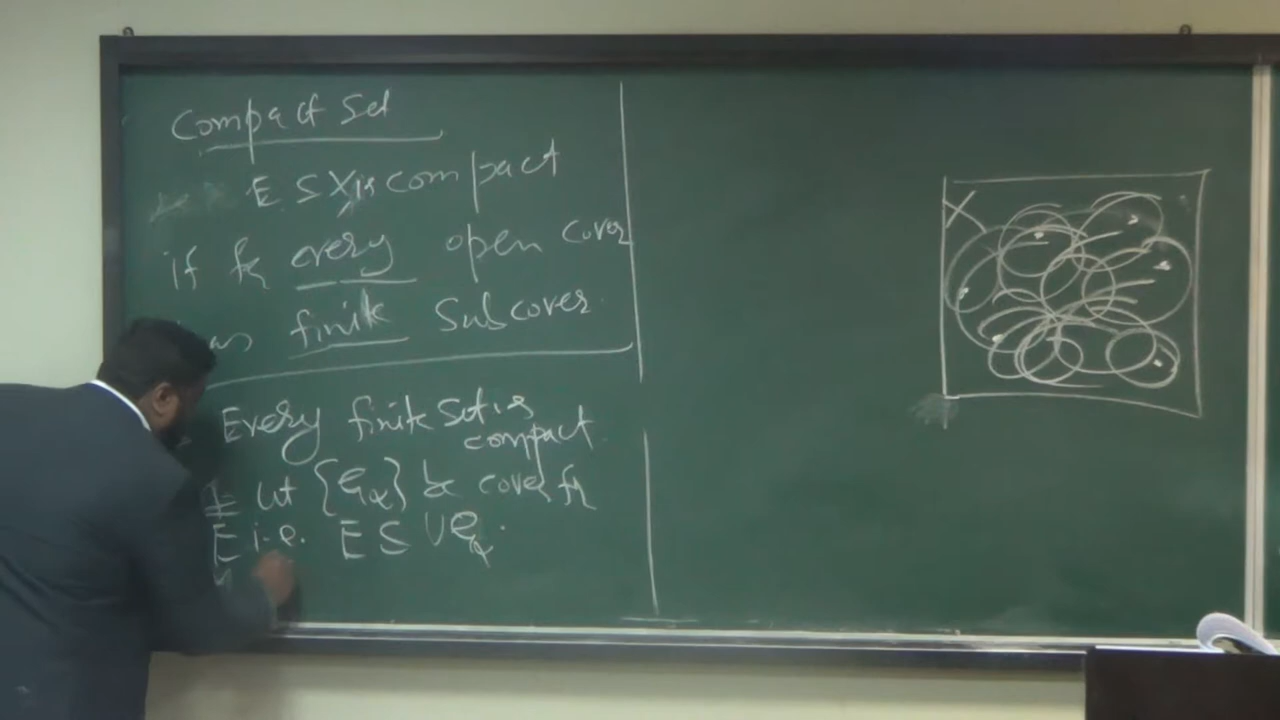 Compact Set
E ⊆ X is compact
if for every open cover
has finite Subcover.
Every finite set is
compact.
Let {Gα} be cover for
E i.e. E ⊆ ∪Gα.
X